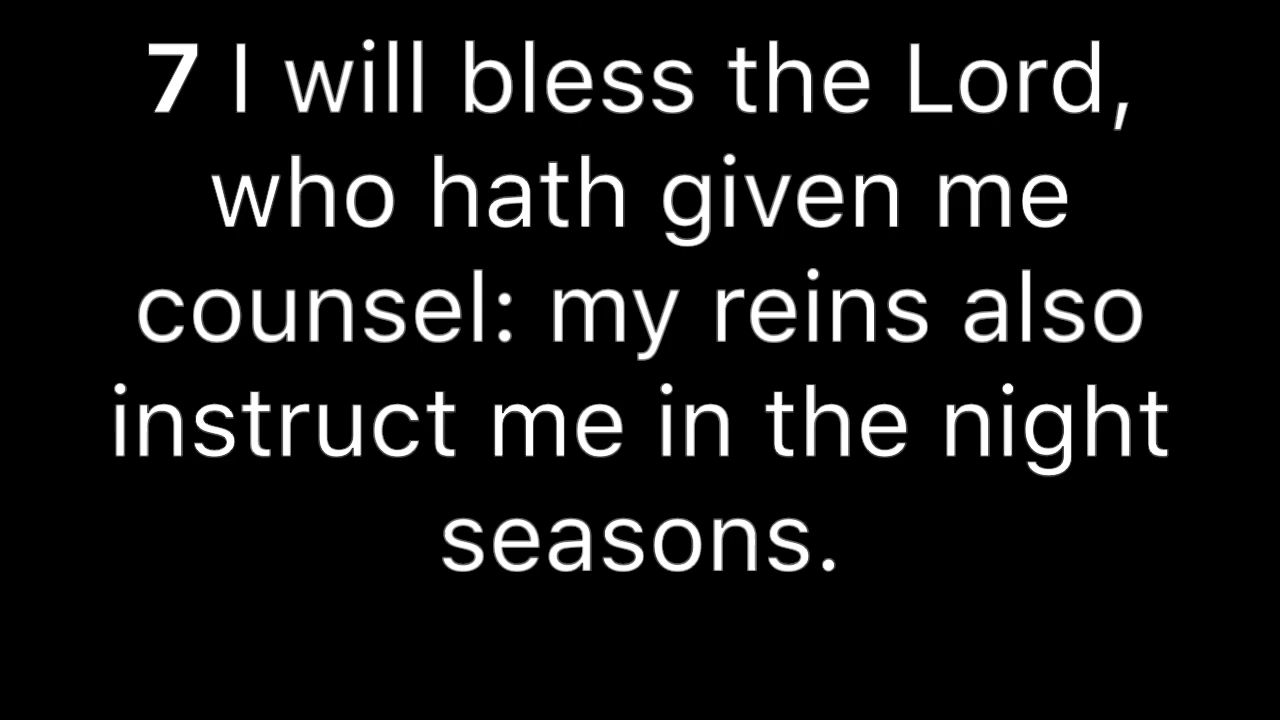 7 I will bless the Lord,
who hath given me
counsel: my reins also
instruct me in the night
seasons.